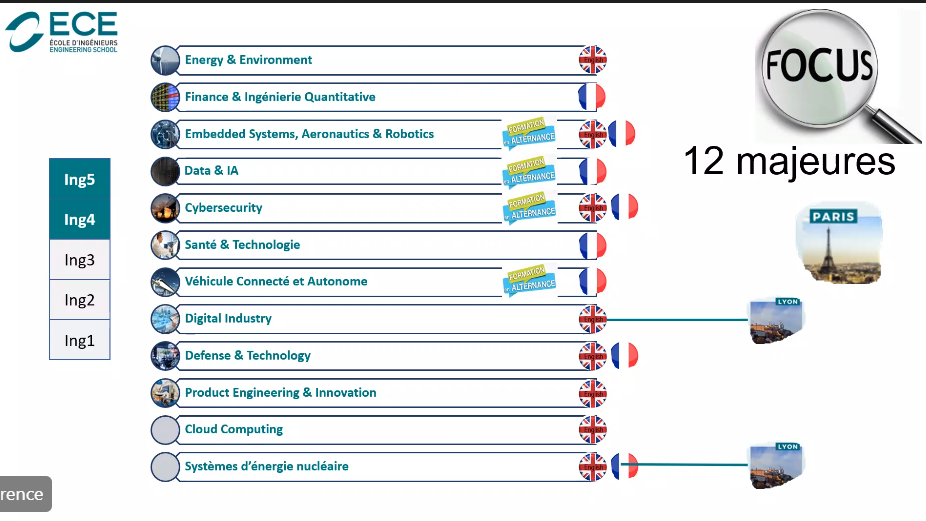 ECE
ÉCOLE D'INGÉNIEURS
ENGINEERING SCHOOL
FOCUS
12 majeures
PARIS
Ing5
Ing4
Ing3
Ing2
Ing1
Energy & Environment English
Finance & Ingénierie Quantitative
Embedded Systems, Aeronautics & Robotics FORMATION en ALTERNANCE English
Data & IA FORMATION en ALTERNANCE
Cybersecurity FORMATION en ALTERNANCE English
Santé & Technologie
Véhicule Connecté et Autonome FORMATION en ALTERNANCE
Digital Industry English LYON
Defense & Technology English
Product Engineering & Innovation English
Cloud Computing English
Systèmes d'énergie nucléaire English LYON
rence